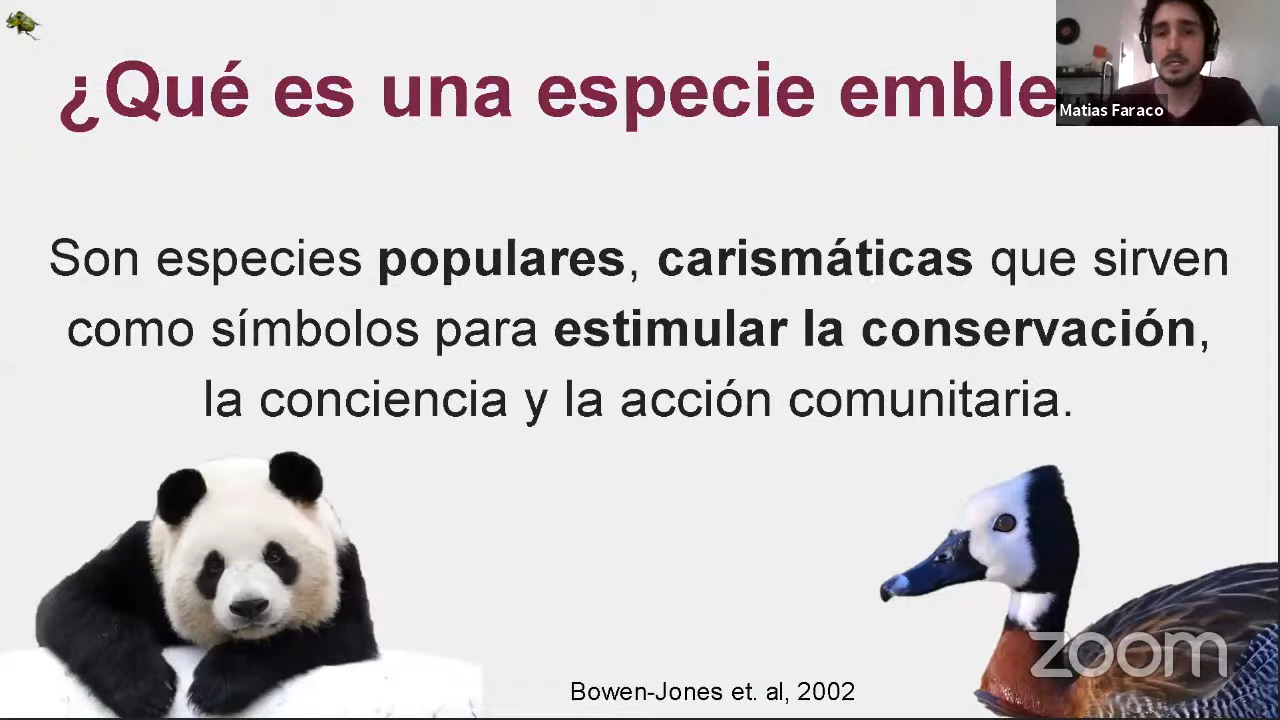 ¿Qué es una especie emble
Matias Faraco
Son especies populares, carismáticas que sirven
como símbolos para estimular la conservación,
la conciencia y la acción comunitaria.
Bowen-Jones et. al, 2002
zoom